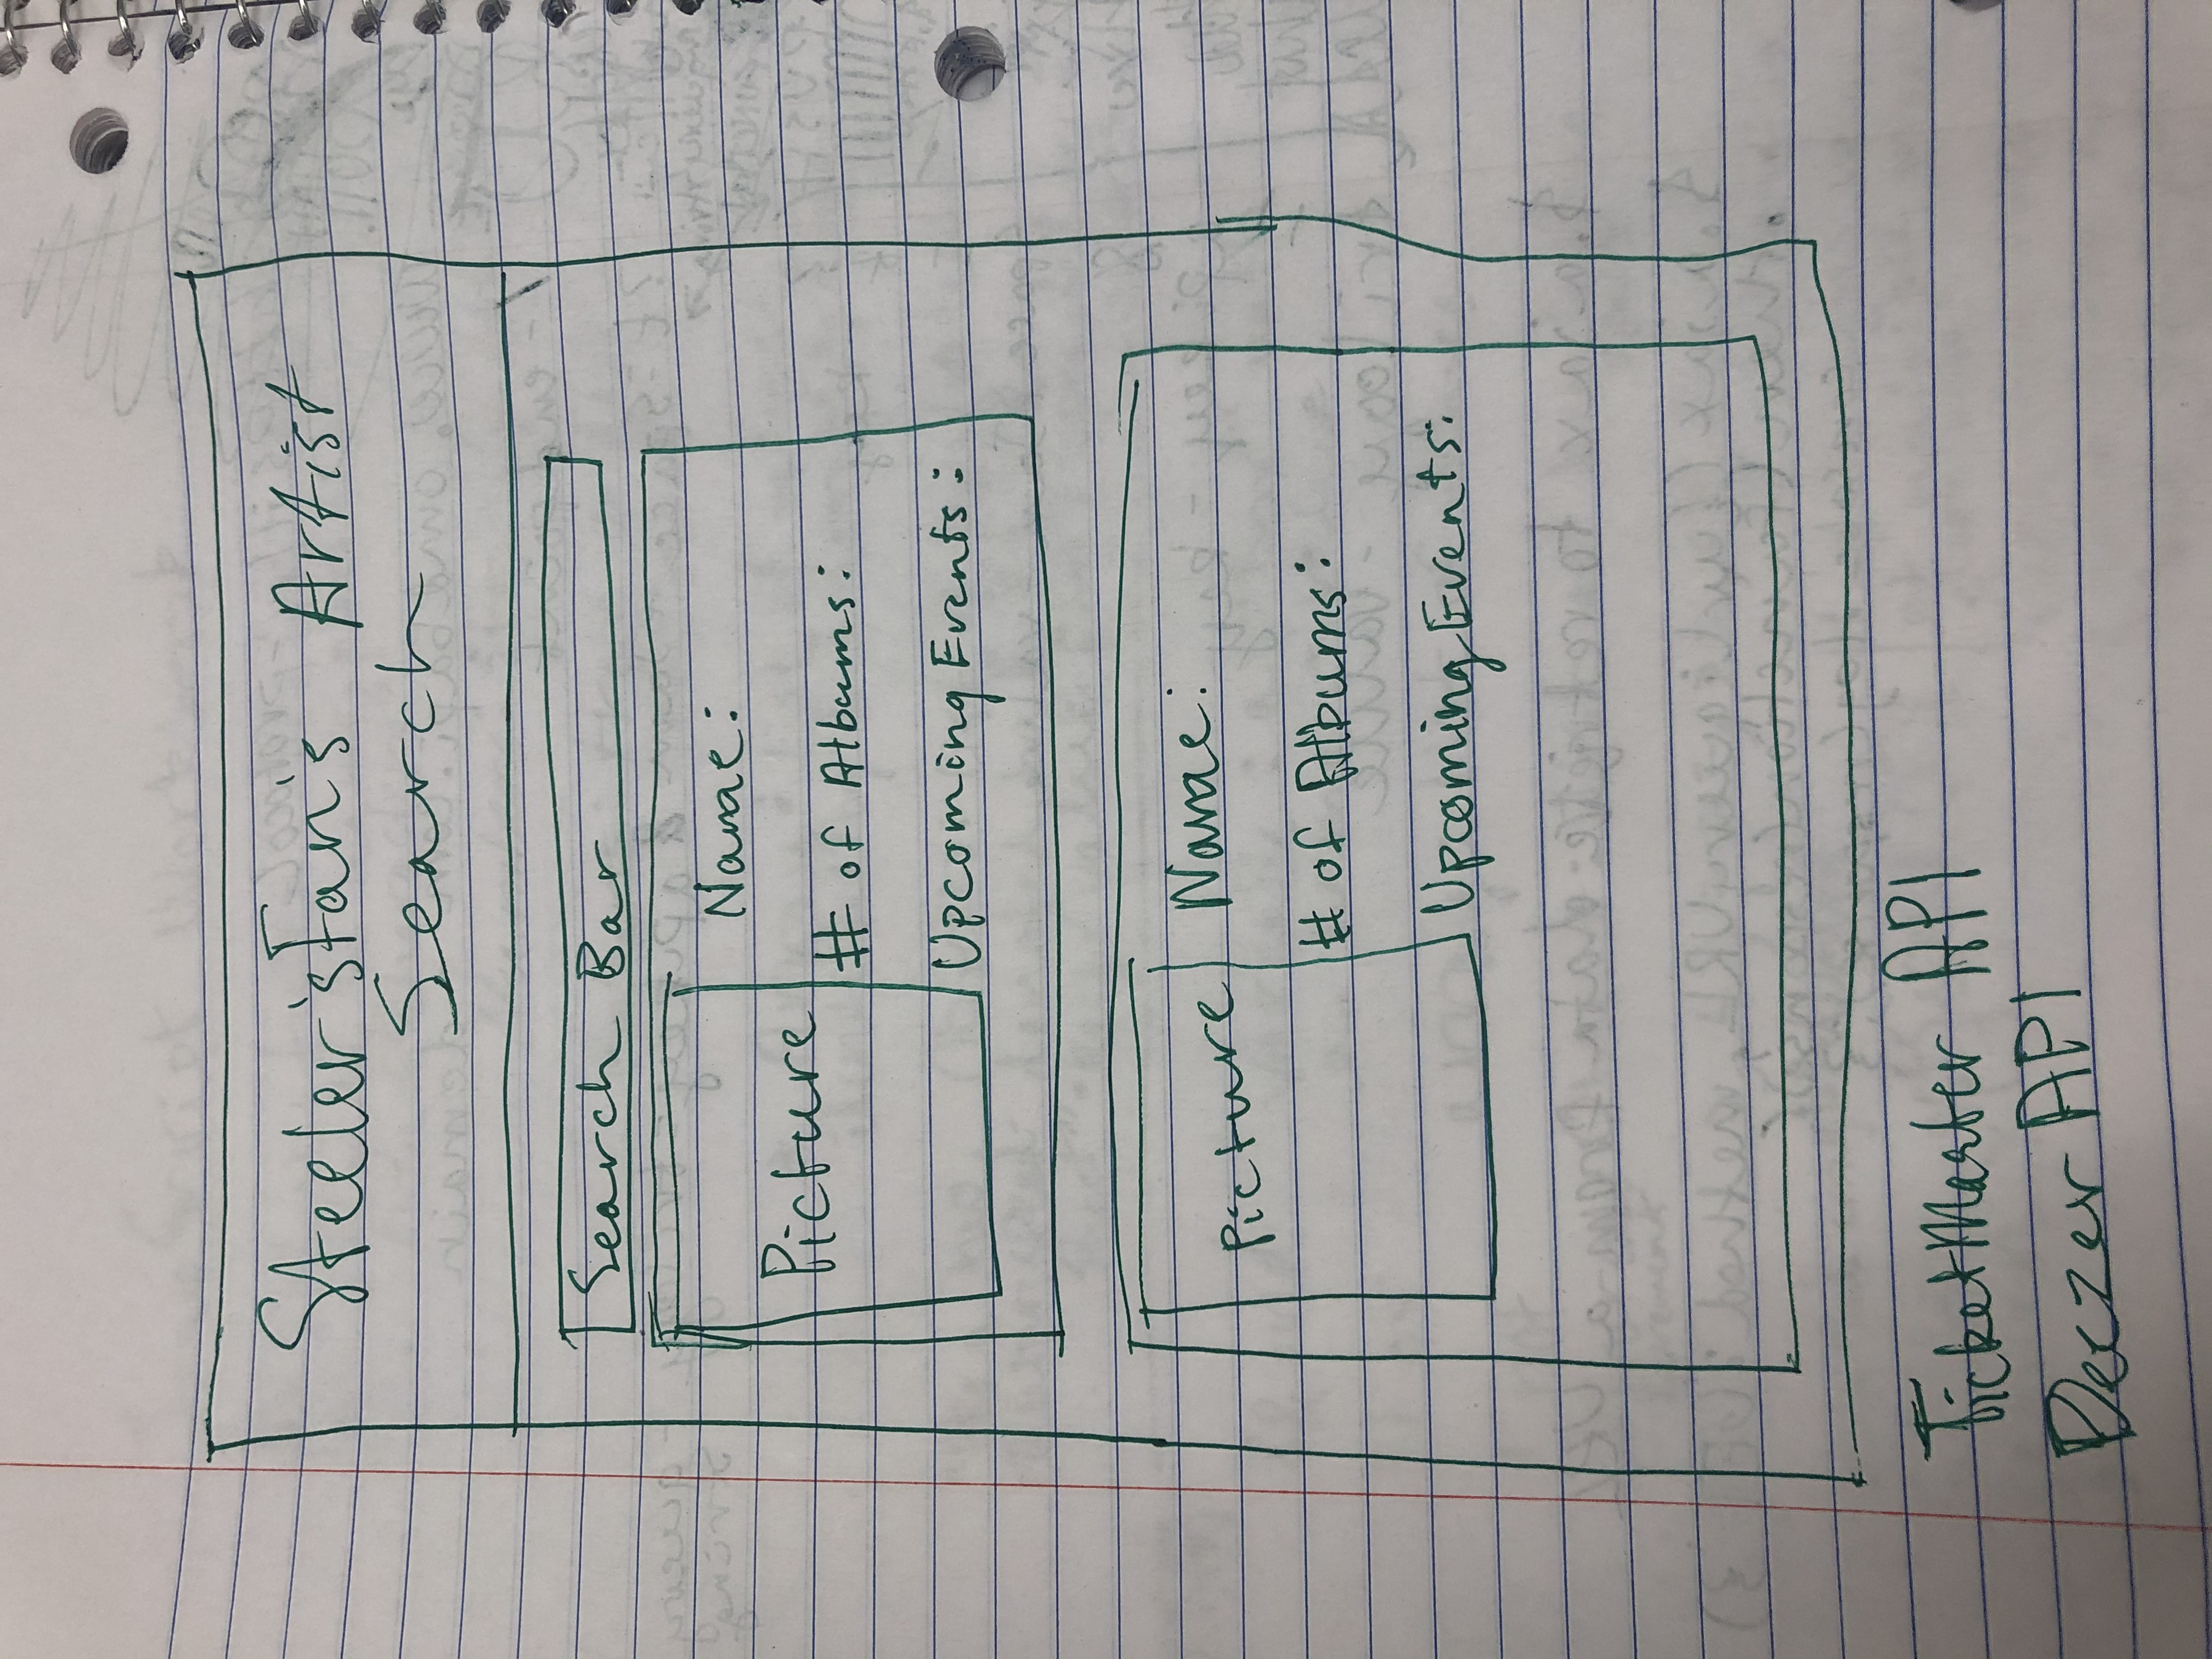 Steeler'sFan's Artist
Search
Search Bar
Picture
Name:
# of Albums:
Upcoming Events:
Picture
Name:
# of Albums:
Upcoming Events:
TicketMaster API
Deezer API